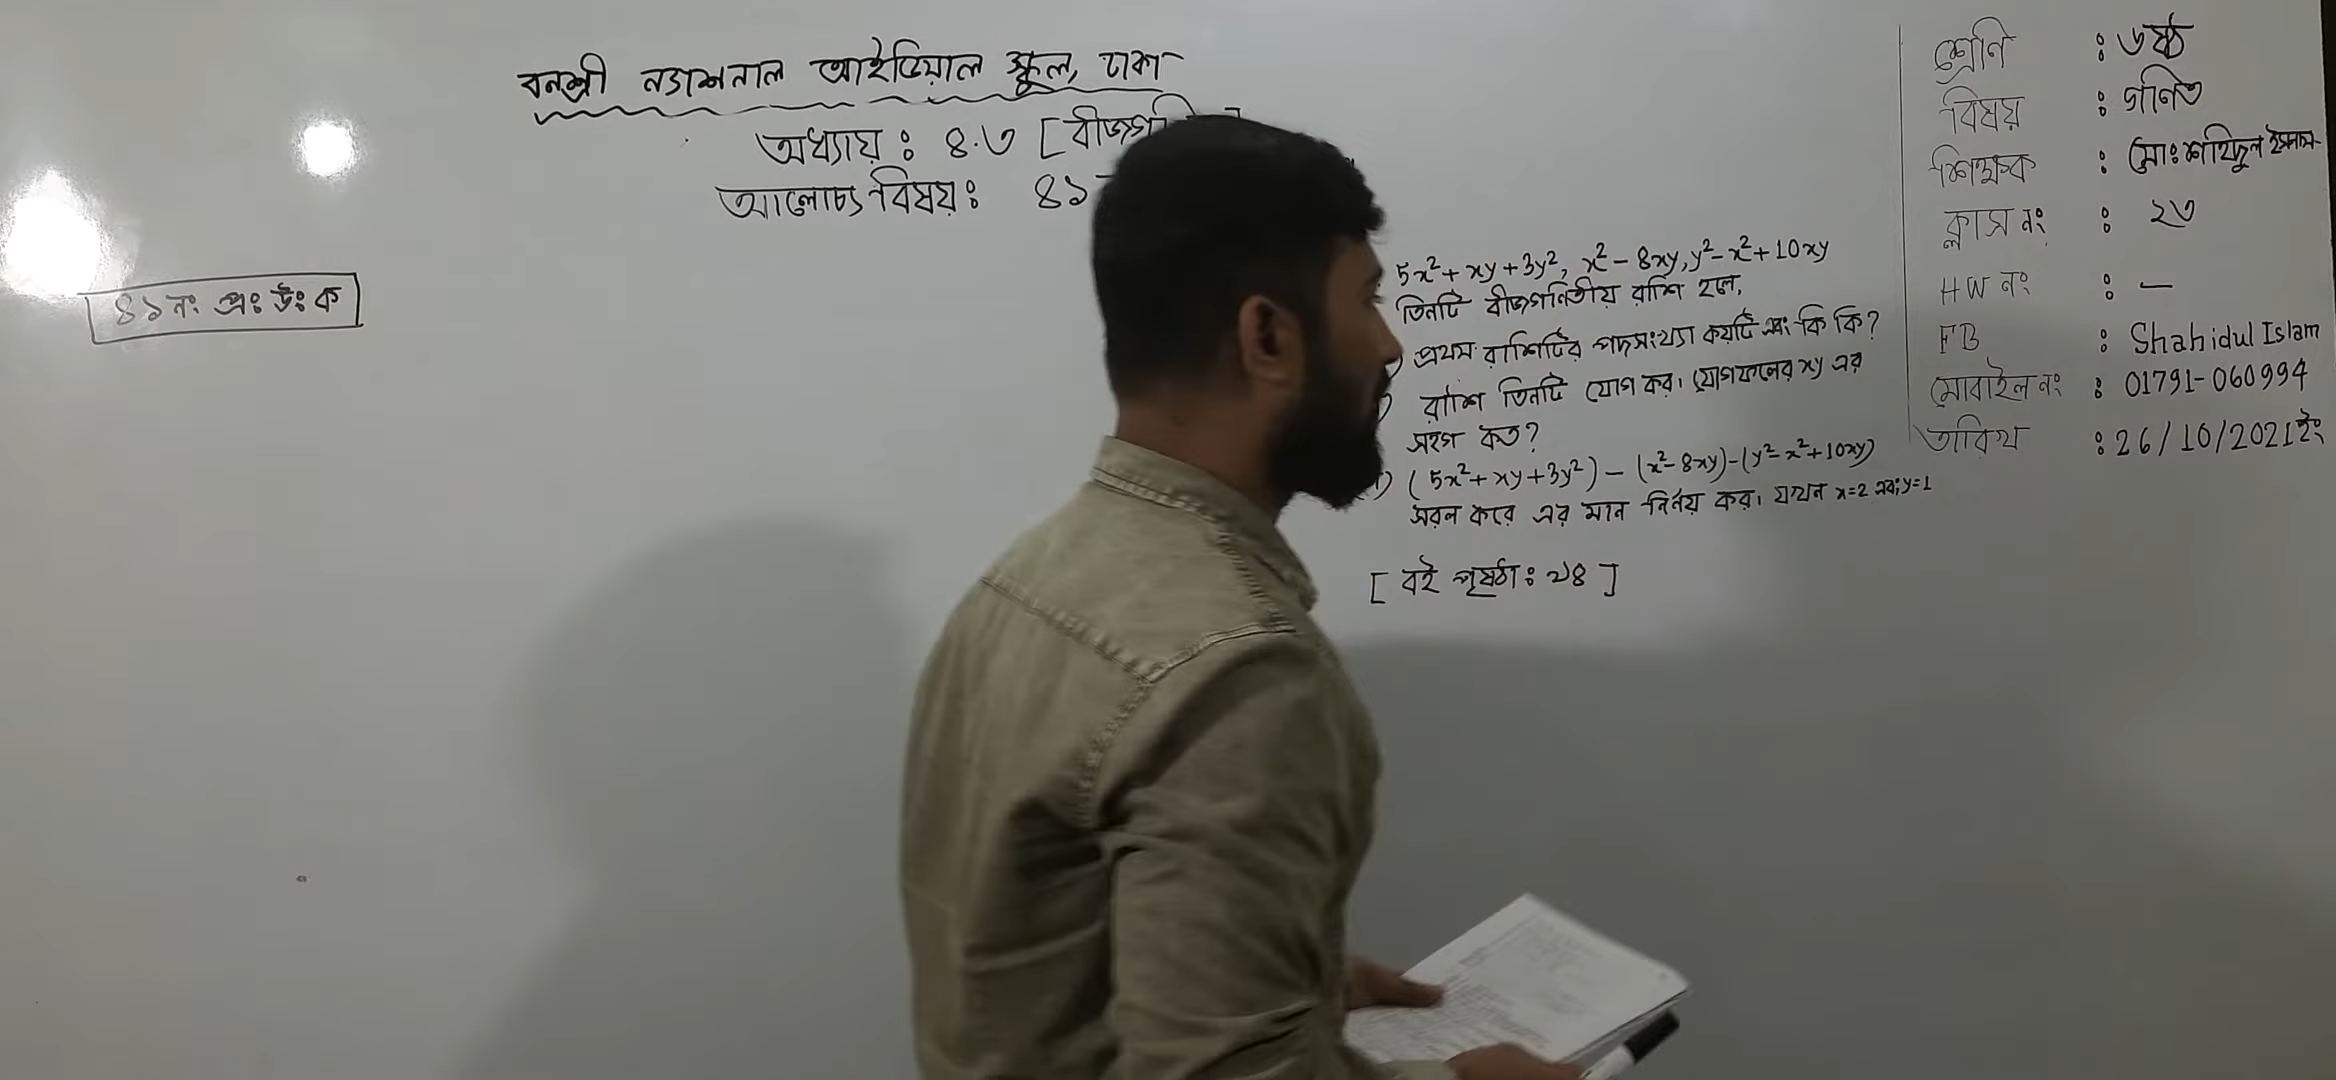 বনশ্রী ন্যাশনাল আইডিয়াল স্কুল, ঢাকা
অধ্যায় : ৪.৩ [বীজগ
আলোচ্য বিষয় : ৪১
৪১ নং প্রঃ উঃ ক
5x² + xy + 3y², x² - 8xy, y² - x² + 10xy
তিনটি বীজগণিতীয় রাশি হলে,
প্রথম রাশিটির পদসংখ্যা কয়টি এবং কি কি?
রাশি তিনটি যোগ কর। যোগফলের xy এর
সহগ কত?
(5x² + xy + 3y²) - (x² - 8xy) - (y² - x² + 10xy)
সরল করে এর মান নির্ণয় কর। যখন x=2 এবং y=1
[বই পৃষ্ঠা : ৯৪]
শ্রেণি : ৬ষ্ঠ
বিষয় : গণিত
শিক্ষক : মোঃ শহিদুল ইসলাম
ক্লাস নং : ২৩
HW নং : —
FB : Shahidul Islam
মোবাইল নং : 01791-060994
তারিখ : 26/10/2021ইং